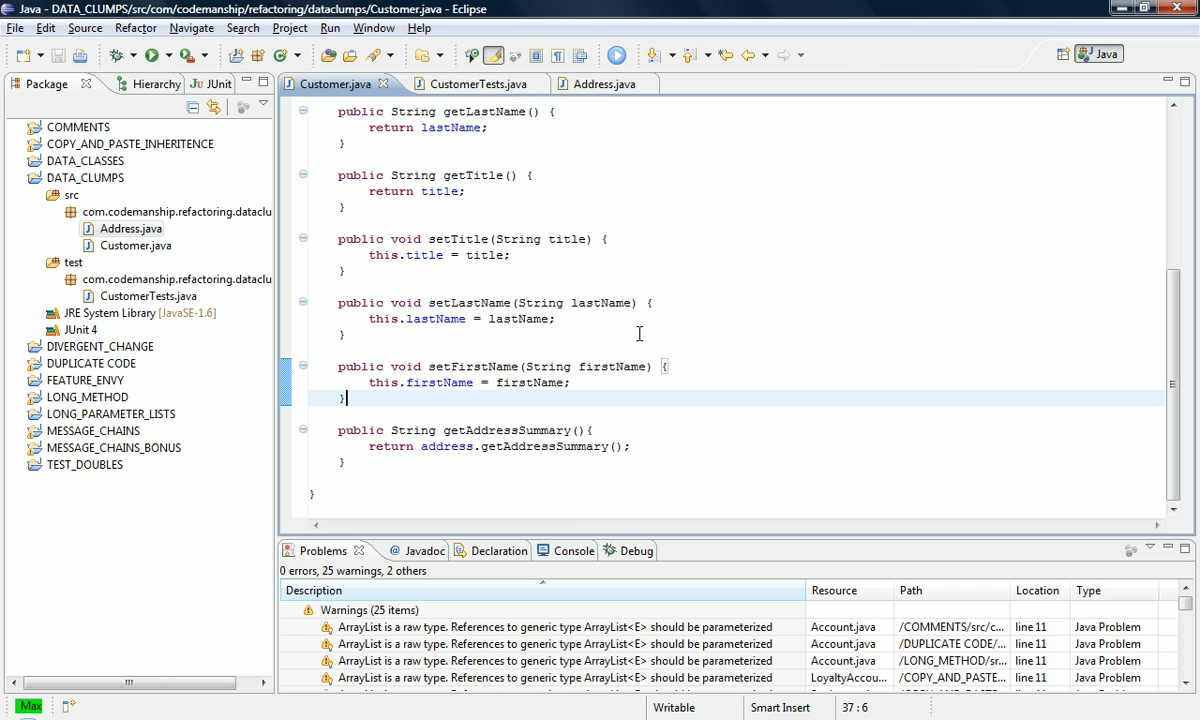 Java - DATA_CLUMPS/src/com/codemanship/refactoring/dataclumps/Customer.java - Eclipse
File Edit Source Refactor Navigate Search Project Run Window Help
Java
Package Hierarchy JUnit
Customer.java CustomerTests.java Address.java
COMMENTS
COPY_AND_PASTE_INHERITENCE
DATA_CLASSES
DATA_CLUMPS
src
com.codemanship.refactoring.dataclu
Address.java
Customer.java
test
com.codemanship.refactoring.dataclu
CustomerTests.java
JRE System Library [JavaSE-1.6]
JUnit 4
DIVERGENT_CHANGE
DUPLICATE CODE
FEATURE_ENVY
LONG_METHOD
LONG_PARAMETER_LISTS
MESSAGE_CHAINS
MESSAGE_CHAINS_BONUS
TEST_DOUBLES
public String getLastName() {
return lastName;
}
public String getTitle() {
return title;
}
public void setTitle(String title) {
this.title = title;
}
public void setLastName(String lastName) {
this.lastName = lastName;
}
public void setFirstName(String firstName) {
this.firstName = firstName;
}
public String getAddressSummary(){
return address.getAddressSummary();
}
}
Problems Javadoc Declaration Console Debug
0 errors, 25 warnings, 2 others
Description Resource Path Location Type
Warnings (25 items)
ArrayList is a raw type. References to generic type ArrayList<E> should be parameterized Account.java /COMMENTS/src/c... line 11 Java Problem
ArrayList is a raw type. References to generic type ArrayList<E> should be parameterized Account.java /DUPLICATE CODE/... line 11 Java Problem
ArrayList is a raw type. References to generic type ArrayList<E> should be parameterized Account.java /LONG_METHOD/sr... line 11 Java Problem
ArrayList is a raw type. References to generic type ArrayList<E> should be parameterized LoyaltyAccou... /COPY_AND_PASTE... line 11 Java Problem
Max
Writable Smart Insert 37 : 6